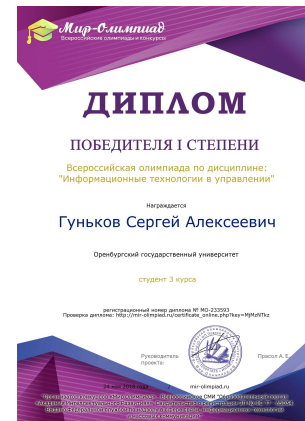 Мир-Олимпиад
Всероссийские олимпиады и конкурсы
ДИПЛОМ
ПОБЕДИТЕЛЯ I СТЕПЕНИ
Всероссийская олимпиада по дисциплине:
"Информационные технологии в управлении"
Награждается
Гуньков Сергей Алексеевич
Оренбургский государственный университет
студент 3 курса
регистрационный номер диплома № МО-233593
Проверка диплома: http://mir-olimpiad.ru/certificate_online.php?key=MjMzNTkz
Руководитель
проекта:
Прасол А.Е.
2018 года
mir-olimpiad.ru